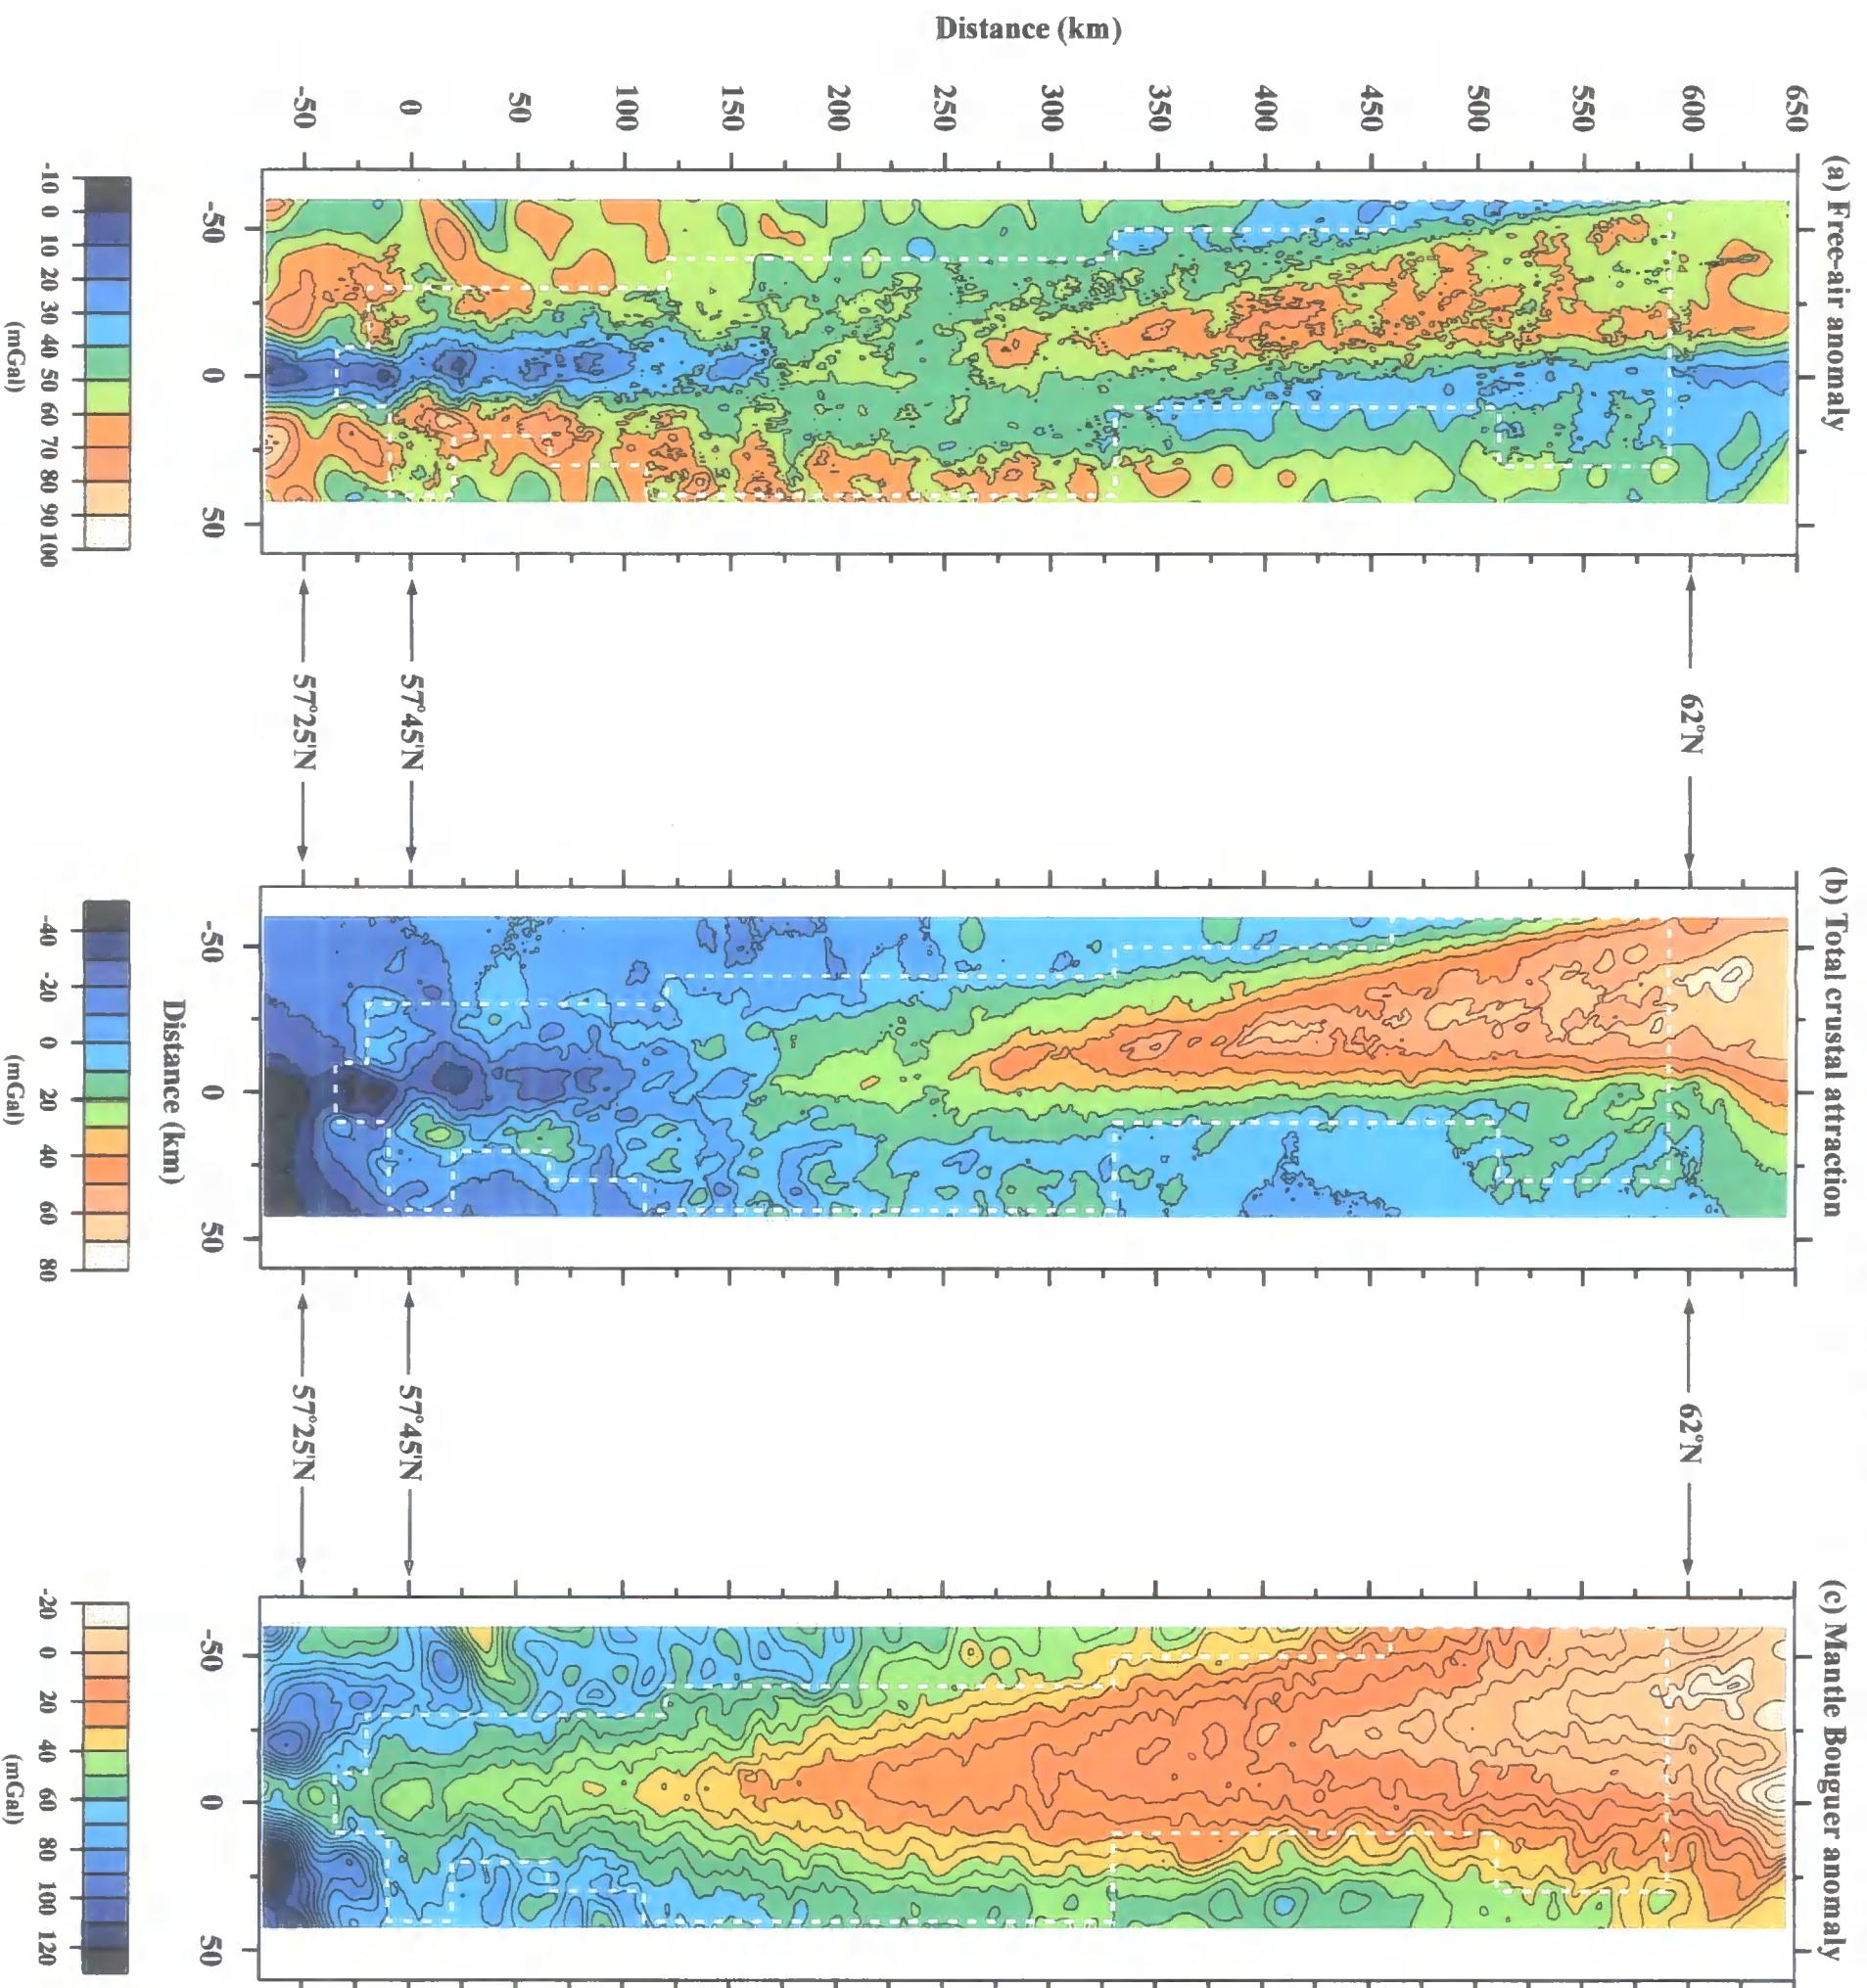 Distance (km)
650
600
550
500
450
400
350
300
250
200
150
100
50
0
-50
(a) Free-air anomaly
-50
0
50
-10 0 10 20 30 40 50 60 70 80 90 100
(mGal)
62°N
57°45'N
57°25'N
(b) Total crustal attraction
-50
0
50
Distance (km)
-40 -20 0 20 40 60 80
(mGal)
62°N
57°45'N
57°25'N
(c) Mantle Bouguer anomaly
-50
0
50
-20 0 20 40 60 80 100 120
(mGal)